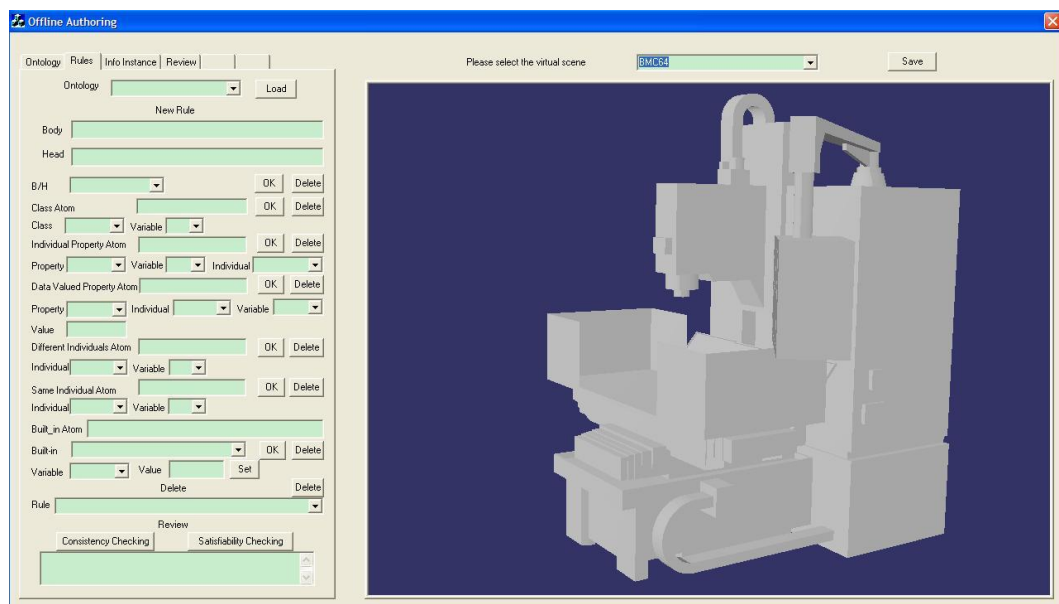 Offline Authoring
Ontology Rules Info Instance Review
Please select the virtual scene BMC64 Save
Ontology Load
New Rule
Body
Head
B/H OK Delete
Class Atom OK Delete
Class Variable
Individual Property Atom OK Delete
Property Variable Individual
Data Valued Property Atom OK Delete
Property Individual Variable
Value
Different Individuals Atom OK Delete
Individual Variable
Same Individual Atom OK Delete
Individual Variable
Built_in Atom
Built-in OK Delete
Variable Value Set
Delete Delete
Rule
Review
Consistency Checking Satisfiability Checking